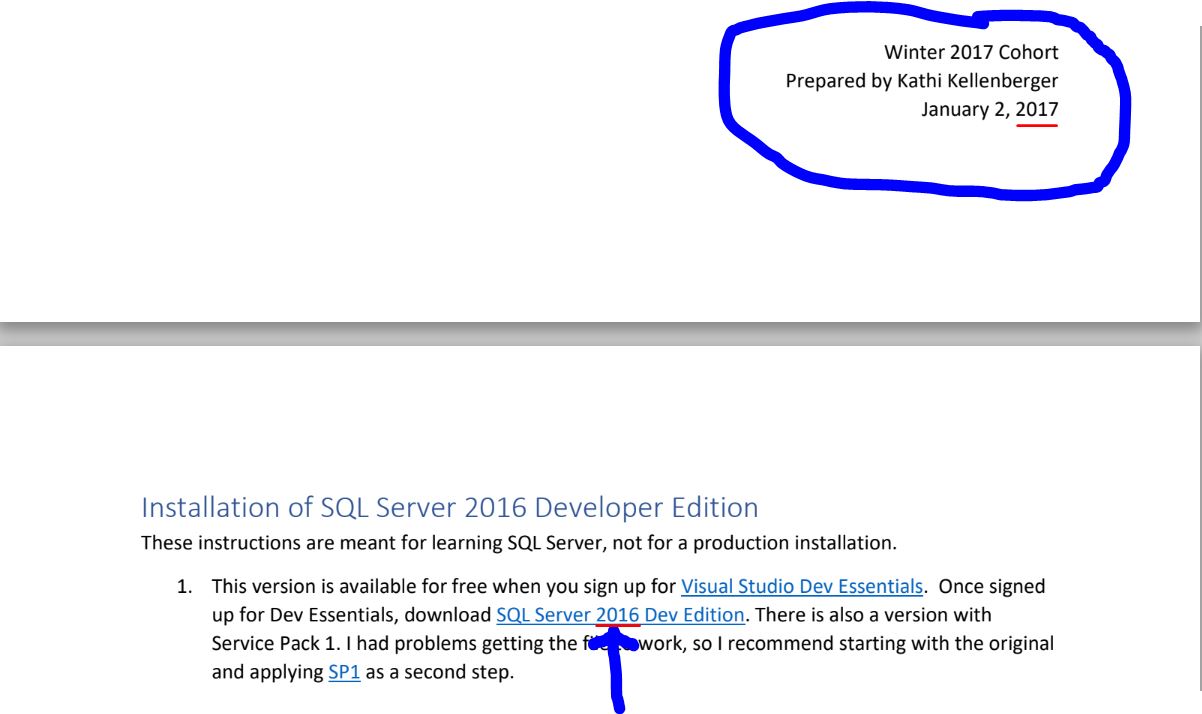 Winter 2017 Cohort
Prepared by Kathi Kellenberger
January 2, 2017
Installation of SQL Server 2016 Developer Edition
These instructions are meant for learning SQL Server, not for a production installation.
1. This version is available for free when you sign up for Visual Studio Dev Essentials. Once signed
up for Dev Essentials, download SQL Server 2016 Dev Edition. There is also a version with
Service Pack 1. I had problems getting the work, so I recommend starting with the original
and applying SP1 as a second step.